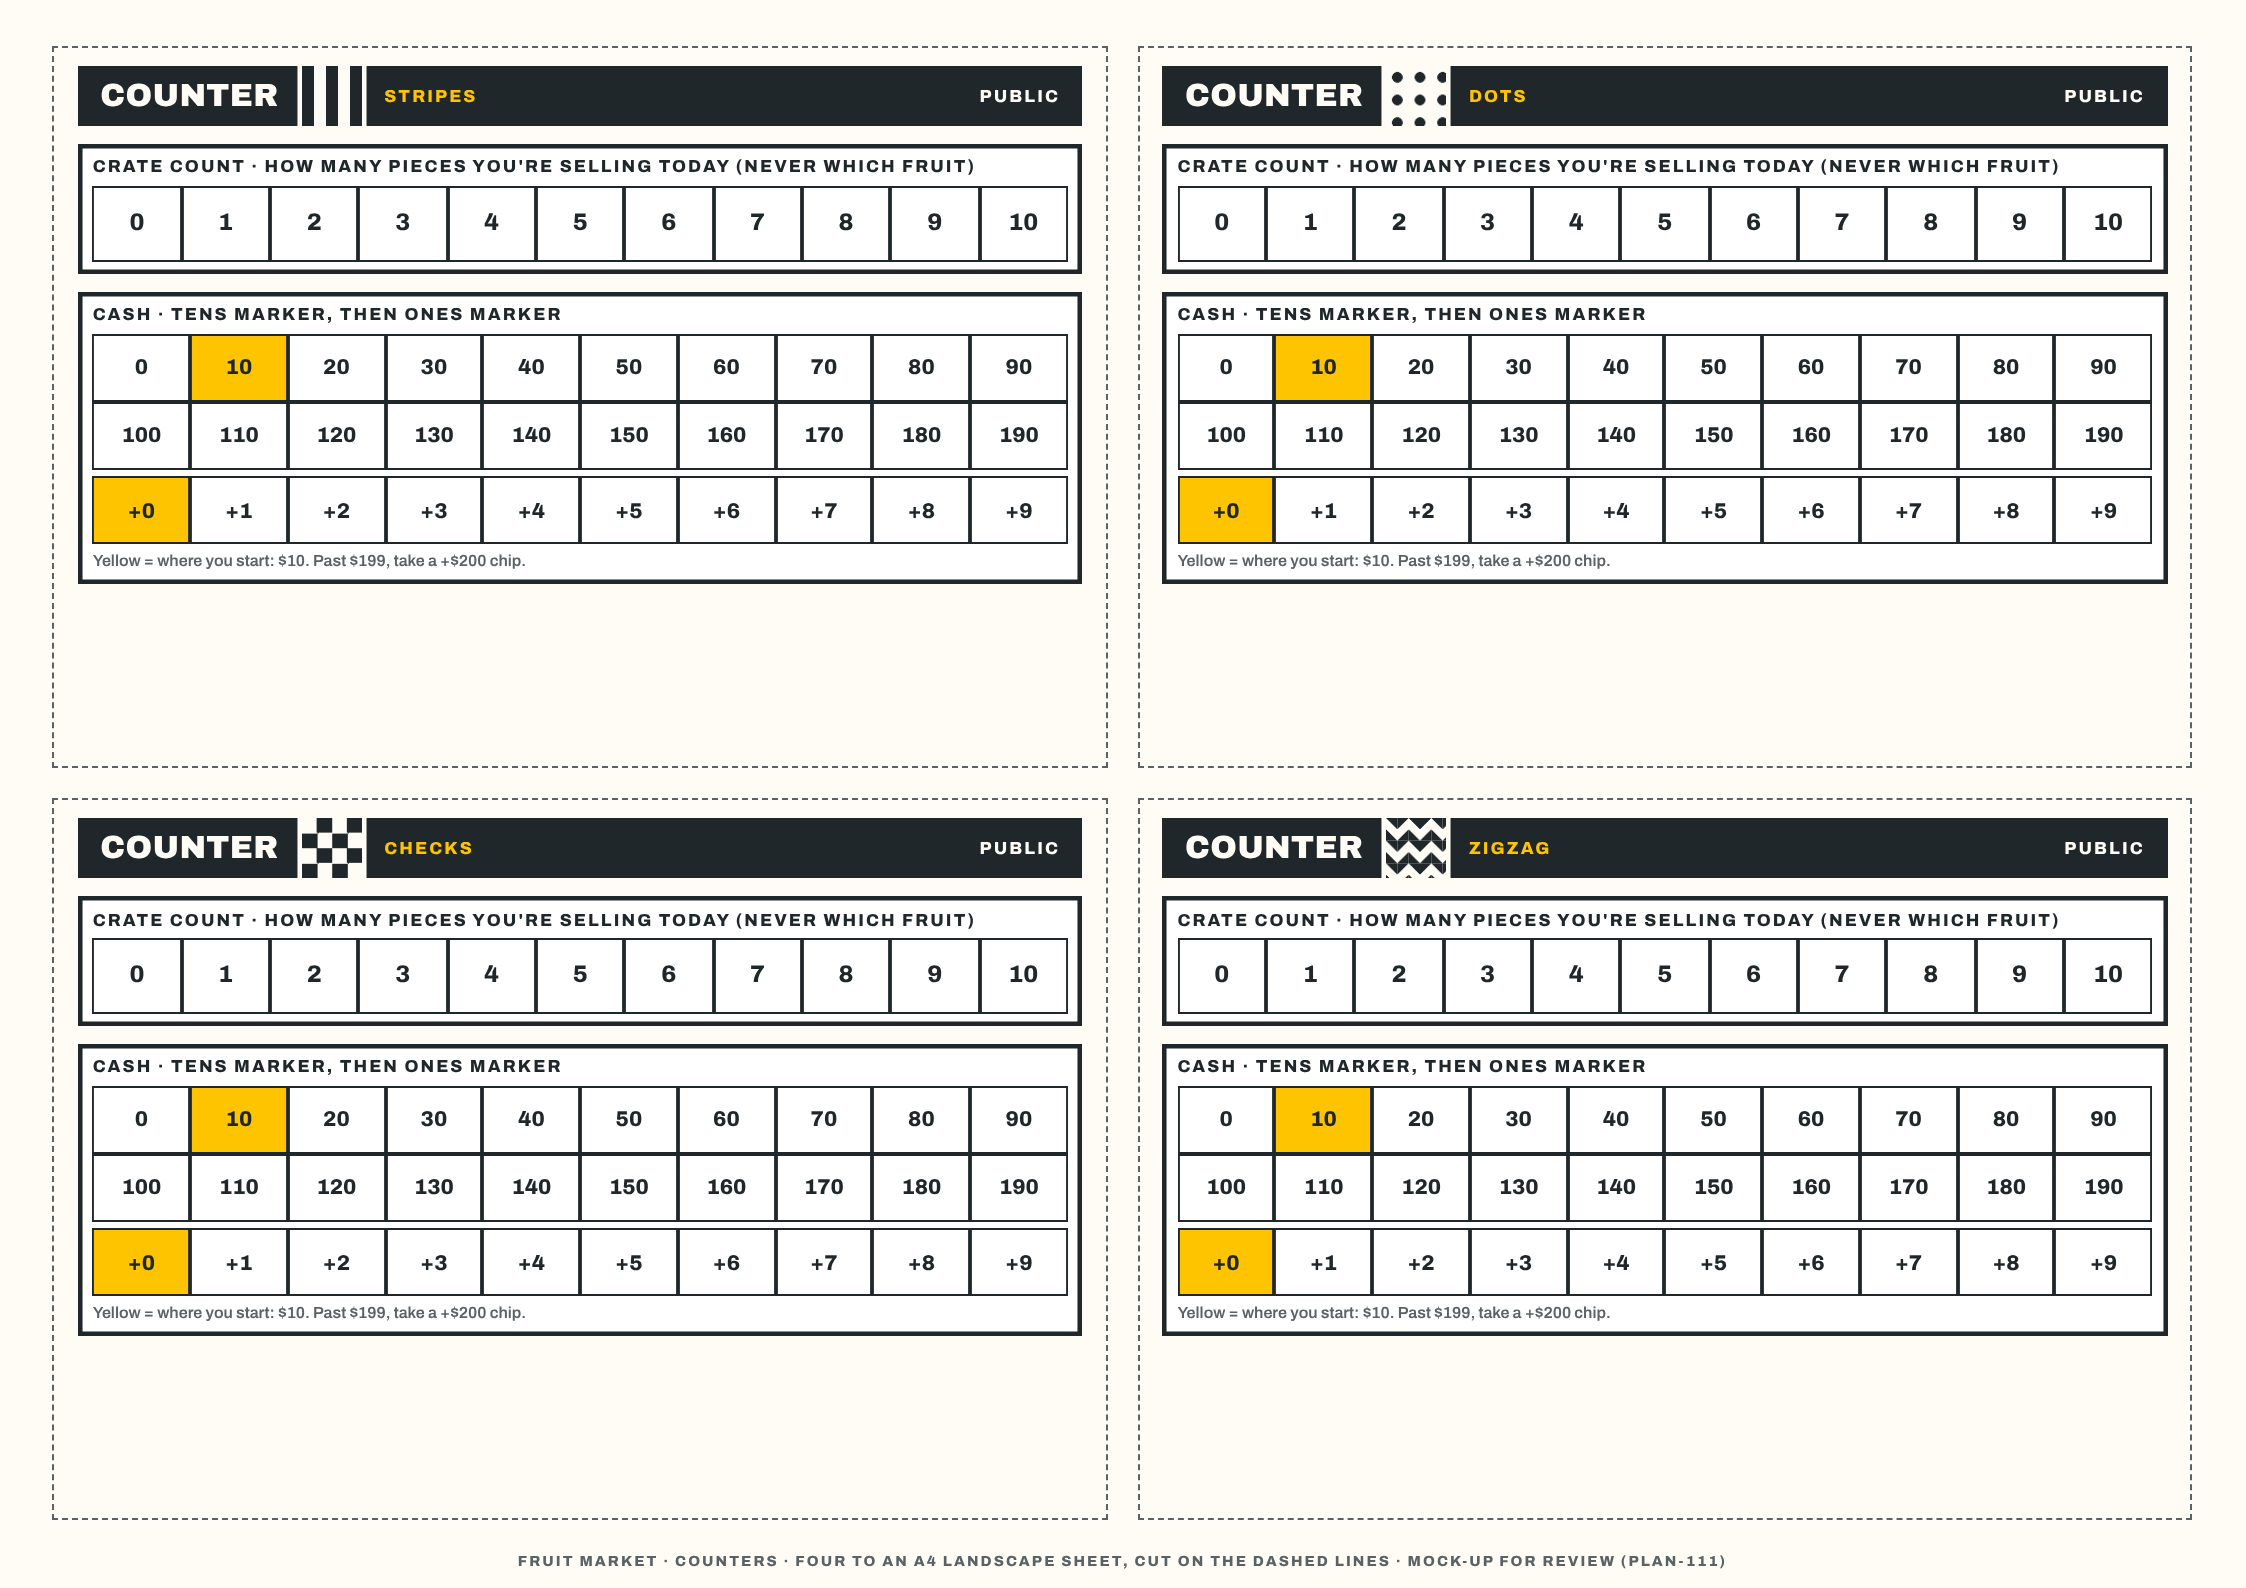 COUNTER STRIPES PUBLIC
CRATE COUNT · HOW MANY PIECES YOU'RE SELLING TODAY (NEVER WHICH FRUIT)
0 1 2 3 4 5 6 7 8 9 10
CASH · TENS MARKER, THEN ONES MARKER
0 10 20 30 40 50 60 70 80 90
100 110 120 130 140 150 160 170 180 190
+0 +1 +2 +3 +4 +5 +6 +7 +8 +9
Yellow = where you start: $10. Past $199, take a +$200 chip.
COUNTER DOTS PUBLIC
CRATE COUNT · HOW MANY PIECES YOU'RE SELLING TODAY (NEVER WHICH FRUIT)
0 1 2 3 4 5 6 7 8 9 10
CASH · TENS MARKER, THEN ONES MARKER
0 10 20 30 40 50 60 70 80 90
100 110 120 130 140 150 160 170 180 190
+0 +1 +2 +3 +4 +5 +6 +7 +8 +9
Yellow = where you start: $10. Past $199, take a +$200 chip.
COUNTER CHECKS PUBLIC
CRATE COUNT · HOW MANY PIECES YOU'RE SELLING TODAY (NEVER WHICH FRUIT)
0 1 2 3 4 5 6 7 8 9 10
CASH · TENS MARKER, THEN ONES MARKER
0 10 20 30 40 50 60 70 80 90
100 110 120 130 140 150 160 170 180 190
+0 +1 +2 +3 +4 +5 +6 +7 +8 +9
Yellow = where you start: $10. Past $199, take a +$200 chip.
COUNTER ZIGZAG PUBLIC
CRATE COUNT · HOW MANY PIECES YOU'RE SELLING TODAY (NEVER WHICH FRUIT)
0 1 2 3 4 5 6 7 8 9 10
CASH · TENS MARKER, THEN ONES MARKER
0 10 20 30 40 50 60 70 80 90
100 110 120 130 140 150 160 170 180 190
+0 +1 +2 +3 +4 +5 +6 +7 +8 +9
Yellow = where you start: $10. Past $199, take a +$200 chip.
FRUIT MARKET · COUNTERS · FOUR TO AN A4 LANDSCAPE SHEET, CUT ON THE DASHED LINES · MOCK-UP FOR REVIEW (PLAN-111)